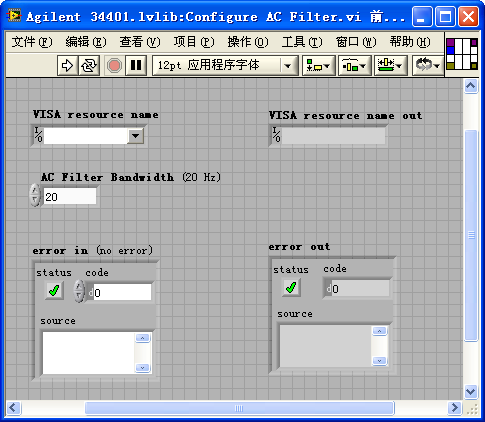 Agilent 34401.lvlib:Configure AC Filter.vi 前...
文件(F) 编辑(E) 查看(V) 项目(P) 操作(O) 工具(T) 窗口(W) 帮助(H)
12pt 应用程序字体
VISA resource name
VISA resource name out
I/O
I/O
AC Filter Bandwidth (20 Hz)
20
error in (no error)
error out
status code
status code
d0
d0
source
source